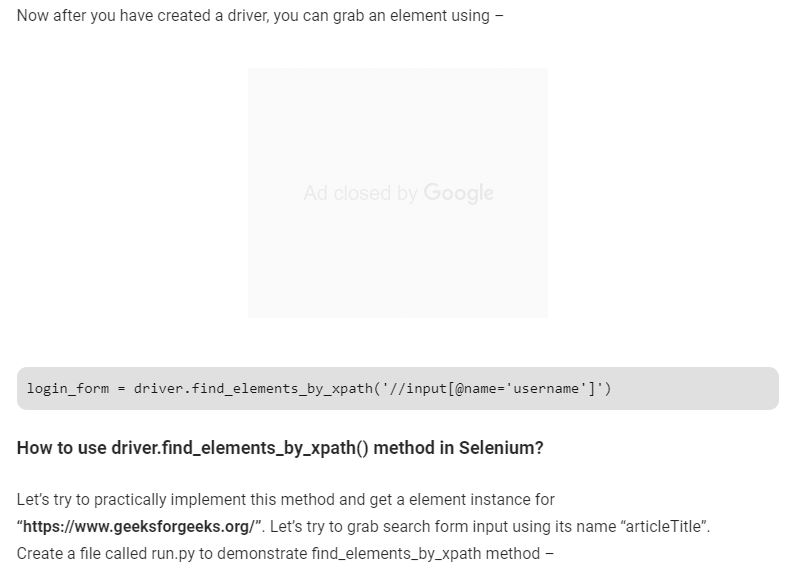 Now after you have created a driver, you can grab an element using –
Ad closed by Google
login_form = driver.find_elements_by_xpath('//input[@name='username']')
How to use driver.find_elements_by_xpath() method in Selenium?
Let’s try to practically implement this method and get a element instance for
“https://www.geeksforgeeks.org/”. Let’s try to grab search form input using its name “articleTitle”.
Create a file called run.py to demonstrate find_elements_by_xpath method –